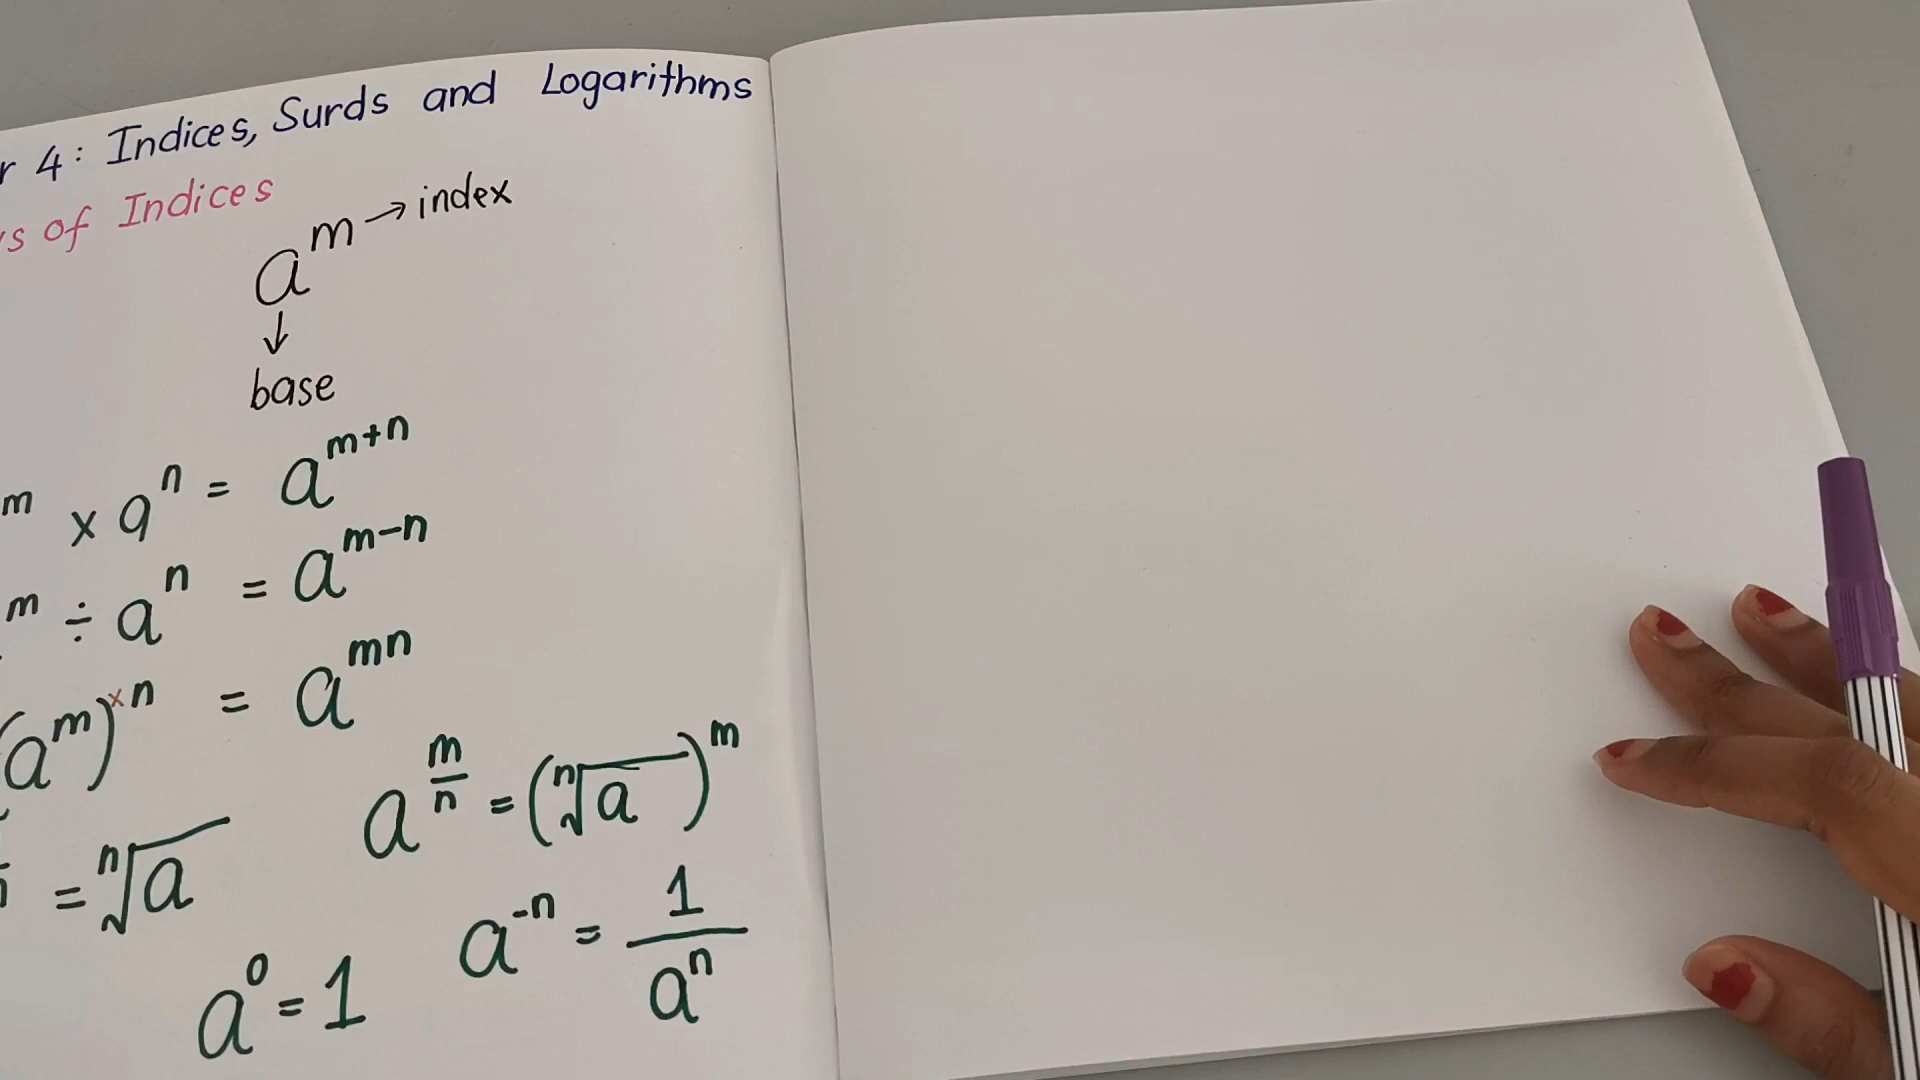 r 4: Indices, Surds and Logarithms
s of Indices
a^m → index
↓
base
m × a^n = a^(m+n)
m ÷ a^n = a^(m-n)
(a^m)^×n = a^(mn)
a^(m/n) = (ⁿ√a)^m
= ⁿ√a
a^-n = 1/a^n
a^0 = 1